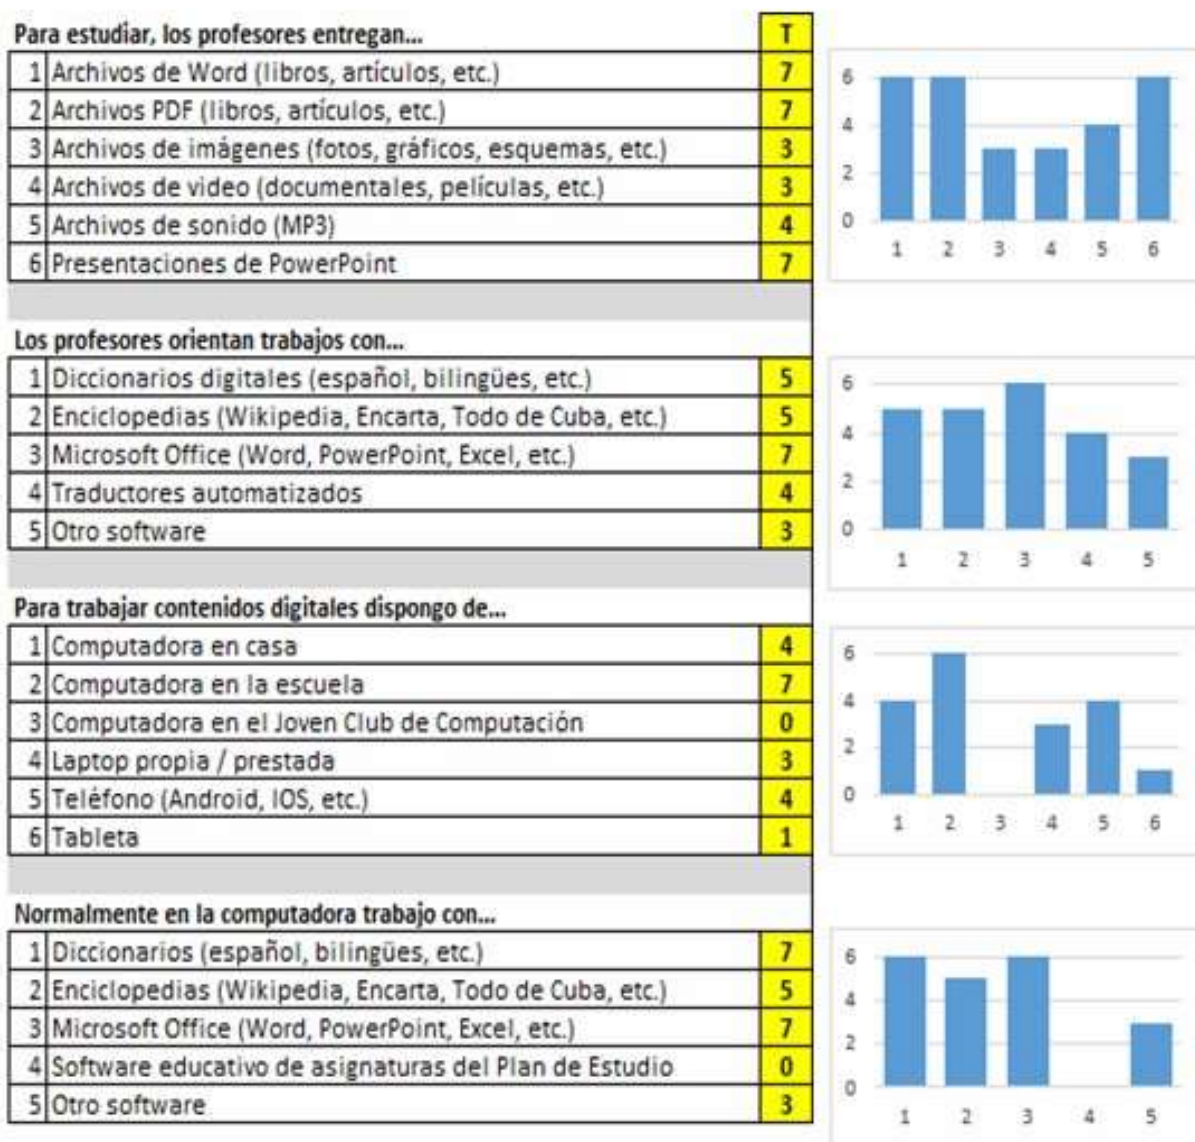 Para estudiar, los profesores entregan... T
1 Archivos de Word (libros, artículos, etc.) 7
2 Archivos PDF (libros, artículos, etc.) 7
3 Archivos de imágenes (fotos, gráficos, esquemas, etc.) 3
4 Archivos de video (documentales, películas, etc.) 3
5 Archivos de sonido (MP3) 4
6 Presentaciones de PowerPoint 7
6
4
2
0
1 2 3 4 5 6
Los profesores orientan trabajos con...
1 Diccionarios digitales (español, bilingües, etc.) 5
2 Enciclopedias (Wikipedia, Encarta, Todo de Cuba, etc.) 5
3 Microsoft Office (Word, PowerPoint, Excel, etc.) 7
4 Traductores automatizados 4
5 Otro software 3
6
4
2
0
1 2 3 4 5
Para trabajar contenidos digitales dispongo de...
1 Computadora en casa 4
2 Computadora en la escuela 7
3 Computadora en el Joven Club de Computación 0
4 Laptop propia / prestada 3
5 Teléfono (Android, IOS, etc.) 4
6 Tableta 1
6
4
2
0
1 2 3 4 5 6
Normalmente en la computadora trabajo con...
1 Diccionarios (español, bilingües, etc.) 7
2 Enciclopedias (Wikipedia, Encarta, Todo de Cuba, etc.) 5
3 Microsoft Office (Word, PowerPoint, Excel, etc.) 7
4 Software educativo de asignaturas del Plan de Estudio 0
5 Otro software 3
6
4
2
0
1 2 3 4 5